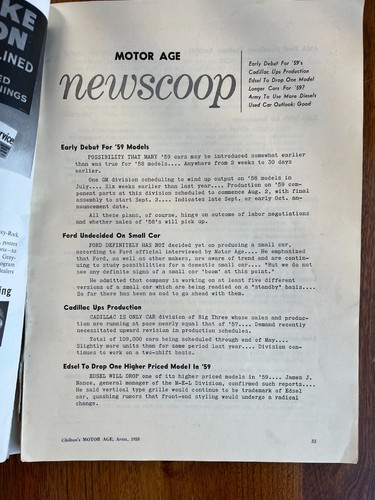 KE
ON
LINED
ED
NINGS
rvice
vey-Rock
MOTOR AGE
newscoop
Early Debut For '59's
Cadillac Ups Production
Edsel To Drop One Model
Longer Cars For '59?
Army To Use More Diesels
Used Car Outlook: Good
Early Debut For '59 Models
POSSIBILITY THAT MANY '59 cars may be introduced somewhat earlier
than was true for '58 models.... Anywhere from 2 weeks to 30 days
earlier.
One GM division scheduling to wind up output on '58 models in
July.... Six weeks earlier than last year.... Production on '59 com-
ponent parts at this division scheduled to commence Aug. 2, with final
assembly to start Sept. 2.... Indicates late Sept. or early Oct. an-
nouncement date.
All these plans, of course, hinge on outcome of labor negotiations
and whether sales of '58's will pick up.
Ford Undecided On Small Car
FORD DEFINITELY HAS NOT decided yet on producing a small car,
according to Ford official interviewed by Motor Age.... He emphasized
that Ford, as well as other makers, are aware of trend and are contin-
uing to study possibilities for a domestic small car.... "But we do not
see any definite signs of a small car 'boom' at this point."
He admitted that company is working on at least five different
versions of a small car which are being readied on a "standby" basis....
So far there has been no nod to go ahead with them.
Cadillac Ups Production
CADILLAC IS ONLY CAR division of Big Three whose sales and produc-
tion are running at pace nearly equal that of '57.... Demand recently
necessitated upward revision in production schedules.
Total of 109,000 cars being scheduled through end of May....
Slightly more units than for same period last year.... Division con-
tinues to work on a two-shift basis.
Edsel To Drop One Higher Priced Model In '59
EDSEL WILL DROP one of its higher priced models in '59.... James J.
Nance, general manager of the M-E-L Division, confirmed such reports....
He said vertical type grille would continue to be trademark of Edsel
car, quashing rumors that front-end styling would undergo a radical
change.
Chilton's MOTOR AGE, April, 1958